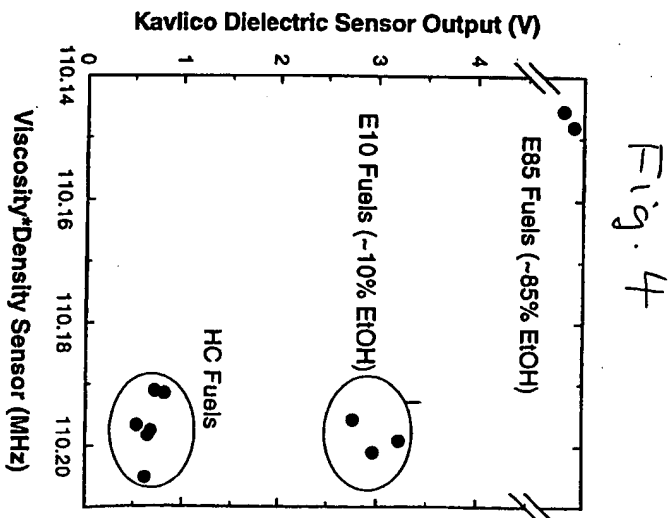 Fig. 4
Kavlico Dielectric Sensor Output (V)
0
1
2
3
4
110.14
110.16
110.18
110.20
Viscosity*Density Sensor (MHz)
E85 Fuels (~85% EtOH)
E10 Fuels (~10% EtOH)
HC Fuels